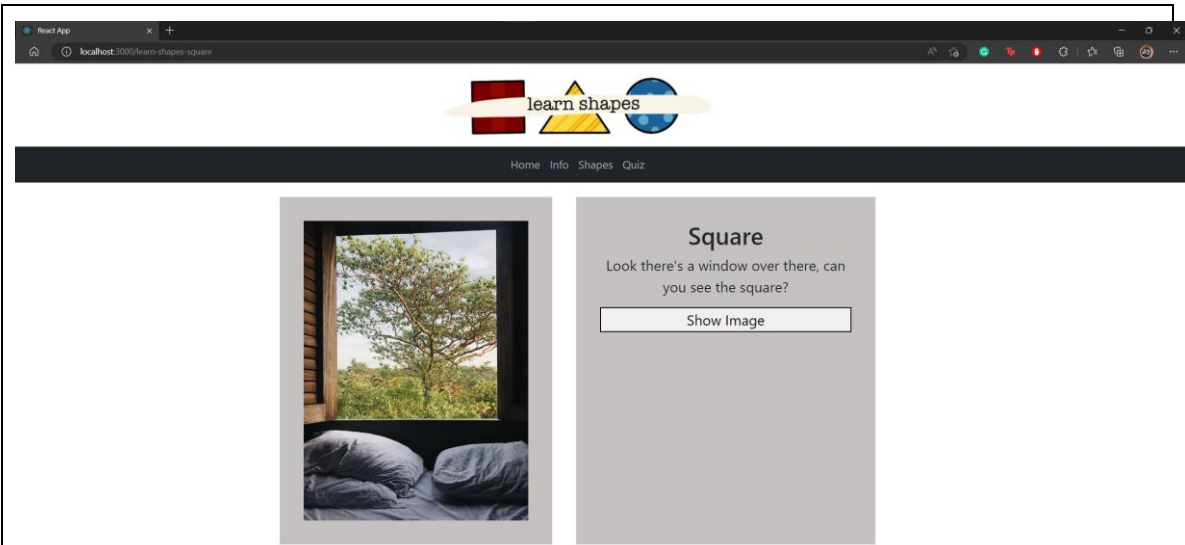 React App
localhost:3000/learn-shapes-square
learn shapes
Home Info Shapes Quiz
Square
Look there's a window over there, can
you see the square?
Show Image